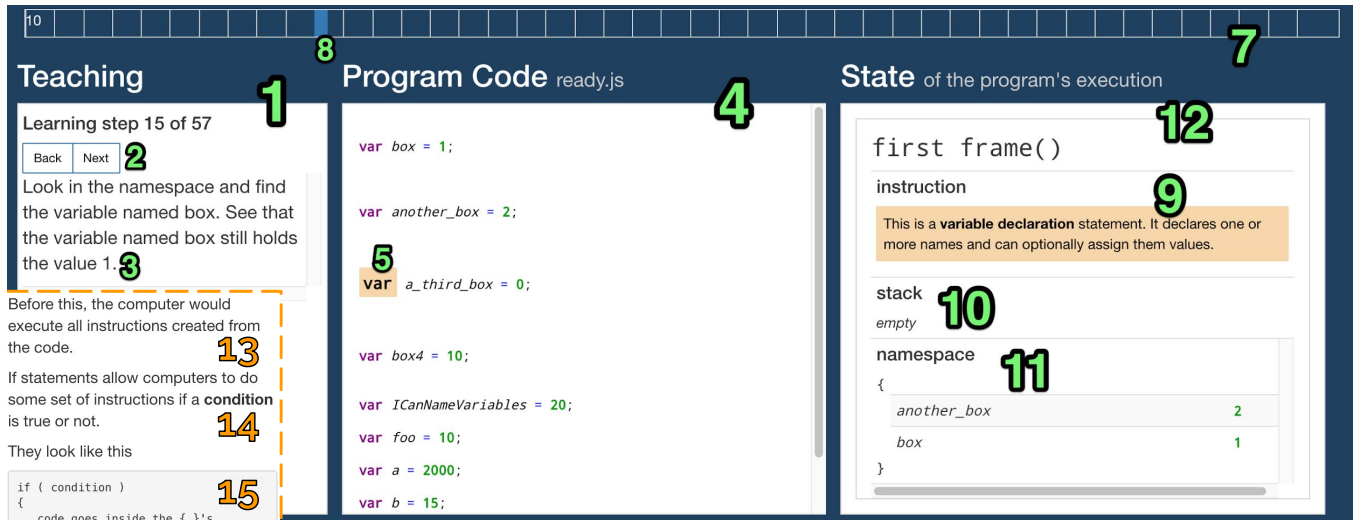 10
8
7
Teaching
1
Program Code ready.js
4
State of the program's execution
12
Learning step 15 of 57
Back Next 2
Look in the namespace and find
the variable named box. See that
the variable named box still holds
the value 1. 3
Before this, the computer would
execute all instructions created from
the code.
13
If statements allow computers to do
some set of instructions if a condition
is true or not.
14
They look like this
if ( condition )
15
{
code goes inside the { }'s
var box = 1;
var another_box = 2;
5
var a_third_box = 0;
var box4 = 10;
var ICanNameVariables = 20;
var foo = 10;
var a = 2000;
var b = 15;
first frame()
instruction
9
This is a variable declaration statement. It declares one or
more names and can optionally assign them values.
stack
10
empty
namespace
11
{
another_box 2
box 1
}